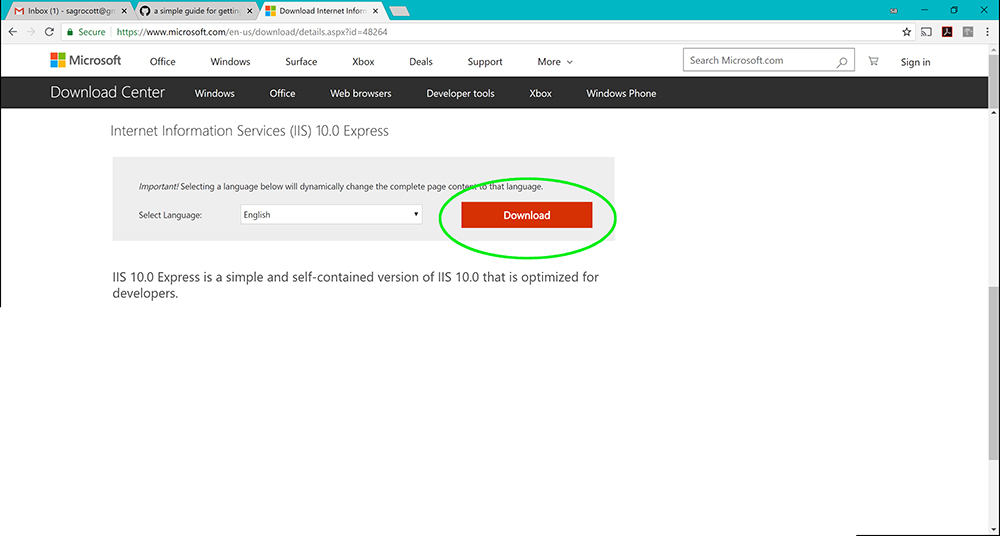 Inbox (1) - sagrocott@gm
a simple guide for getting
Download Internet Inform
Secure https://www.microsoft.com/en-us/download/details.aspx?id=48264
Microsoft Office Windows Surface Xbox Deals Support More Search Microsoft.com Sign in
Download Center Windows Office Web browsers Developer tools Xbox Windows Phone
Internet Information Services (IIS) 10.0 Express
Important! Selecting a language below will dynamically change the complete page content to that language.
Select Language: English Download
IIS 10.0 Express is a simple and self-contained version of IIS 10.0 that is optimized for
developers.